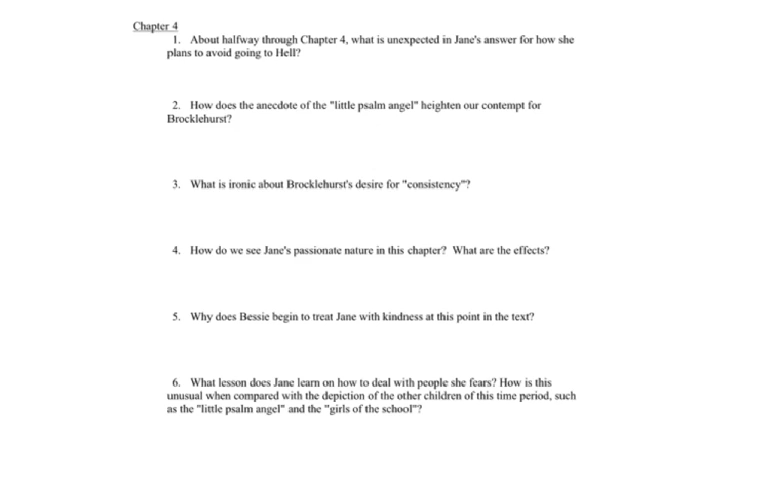 Chapter 4
1. About halfway through Chapter 4, what is unexpected in Jane's answer for how she
plans to avoid going to Hell?
2. How does the anecdote of the "little psalm angel" heighten our contempt for
Brocklehurst?
3. What is ironic about Brocklehurst's desire for "consistency"?
4. How do we see Jane's passionate nature in this chapter? What are the effects?
5. Why does Bessie begin to treat Jane with kindness at this point in the text?
6. What lesson does Jane learn on how to deal with people she fears? How is this
unusual when compared with the depiction of the other children of this time period, such
as the "little psalm angel" and the "girls of the school"?